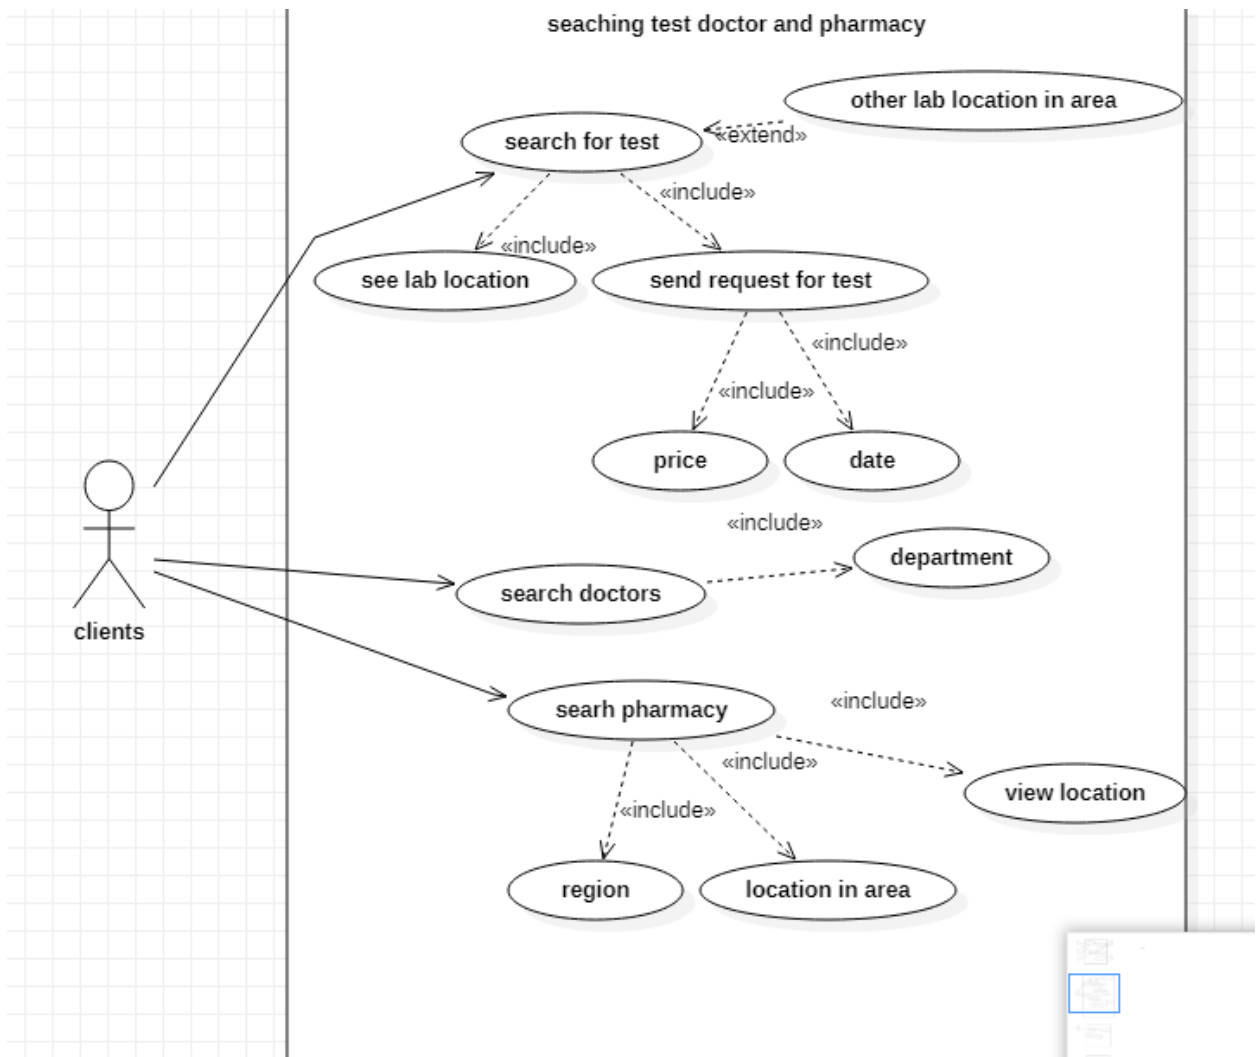 seaching test doctor and pharmacy
other lab location in area
search for test
«extend»
«include»
«include»
see lab location
send request for test
«include»
«include»
price
date
«include»
department
search doctors
clients
searh pharmacy
«include»
«include»
view location
«include»
region
location in area